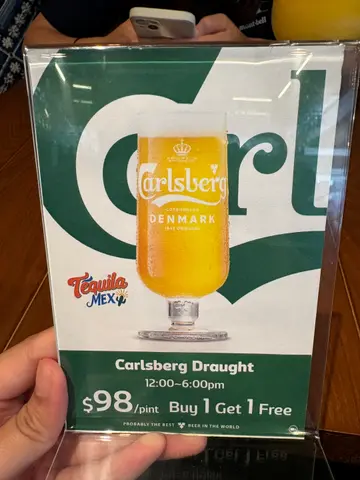 Carl
Carlsberg
DENMARK
Tequila
MEX
Carlsberg Draught
12:00~6:00pm
$98/pint Buy 1 Get 1 Free
PROBABLY THE BEST BEER IN THE WORLD